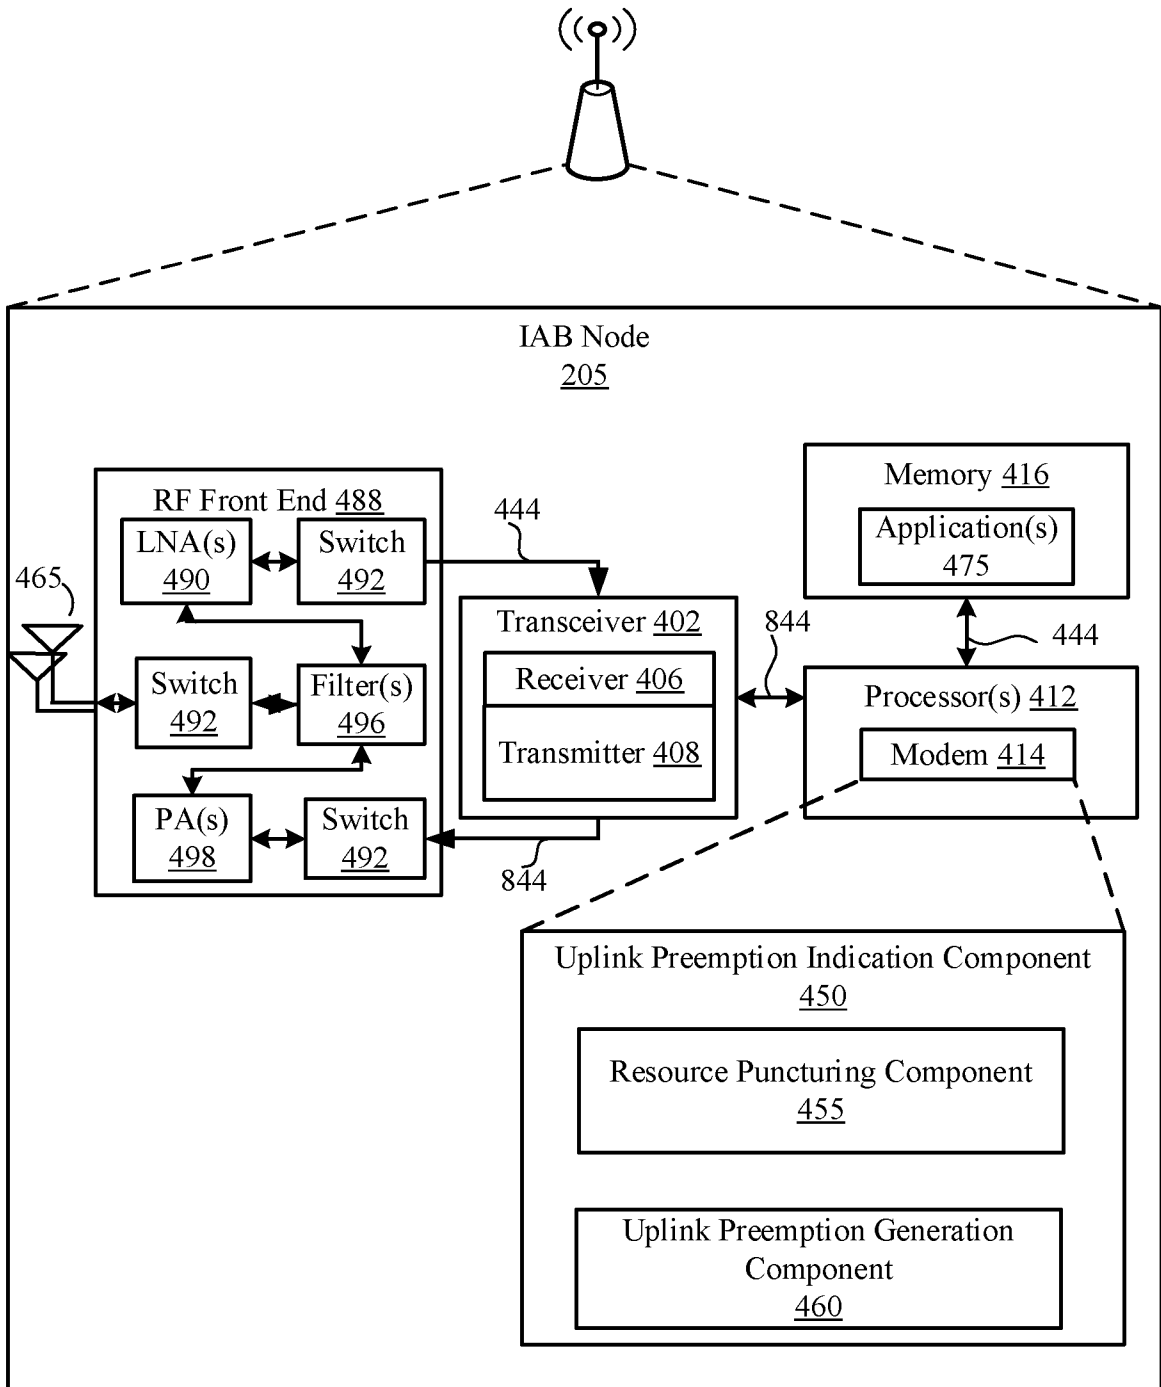 IAB Node
205
RF Front End 488
LNA(s)
490
Switch
492
444
465
Switch
492
Filter(s)
496
PA(s)
498
Switch
492
844
Transceiver 402
Receiver 406
Transmitter 408
844
Memory 416
Application(s)
475
444
Processor(s) 412
Modem 414
Uplink Preemption Indication Component
450
Resource Puncturing Component
455
Uplink Preemption Generation
Component
460